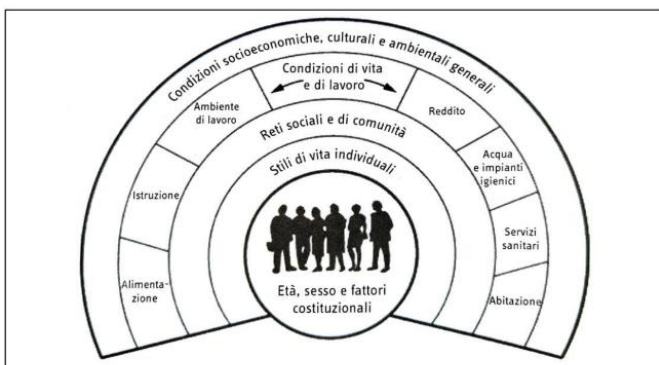 Condizioni socioeconomiche, culturali e ambientali generali
Condizioni di vita
e di lavoro
Ambiente
di lavoro
Reddito
Reti sociali e di comunità
Stili di vita individuali
Istruzione
Acqua
e impianti
igienici
Servizi
sanitari
Alimenta-
zione
Abitazione
Età, sesso e fattori
costituzionali